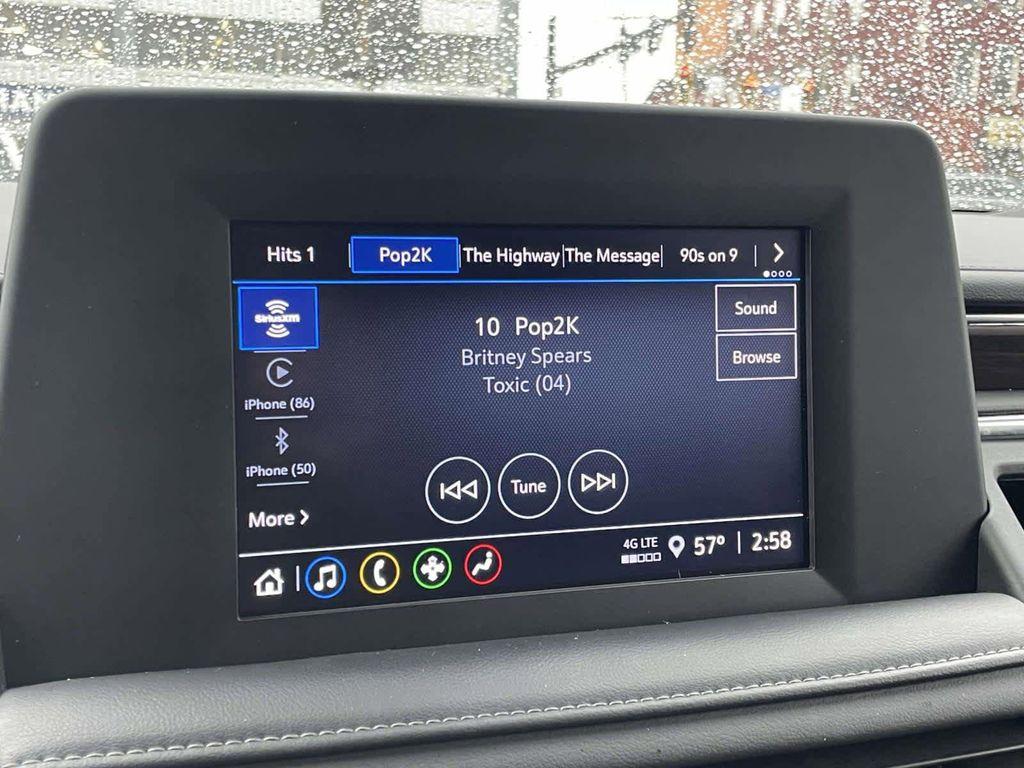 Hits 1
Pop2K
The Highway
The Message
90s on 9
SiriusXM
10 Pop2K
Britney Spears
Toxic (04)
Sound
Browse
iPhone (86)
iPhone (50)
Tune
More
4G LTE
57°
2:58